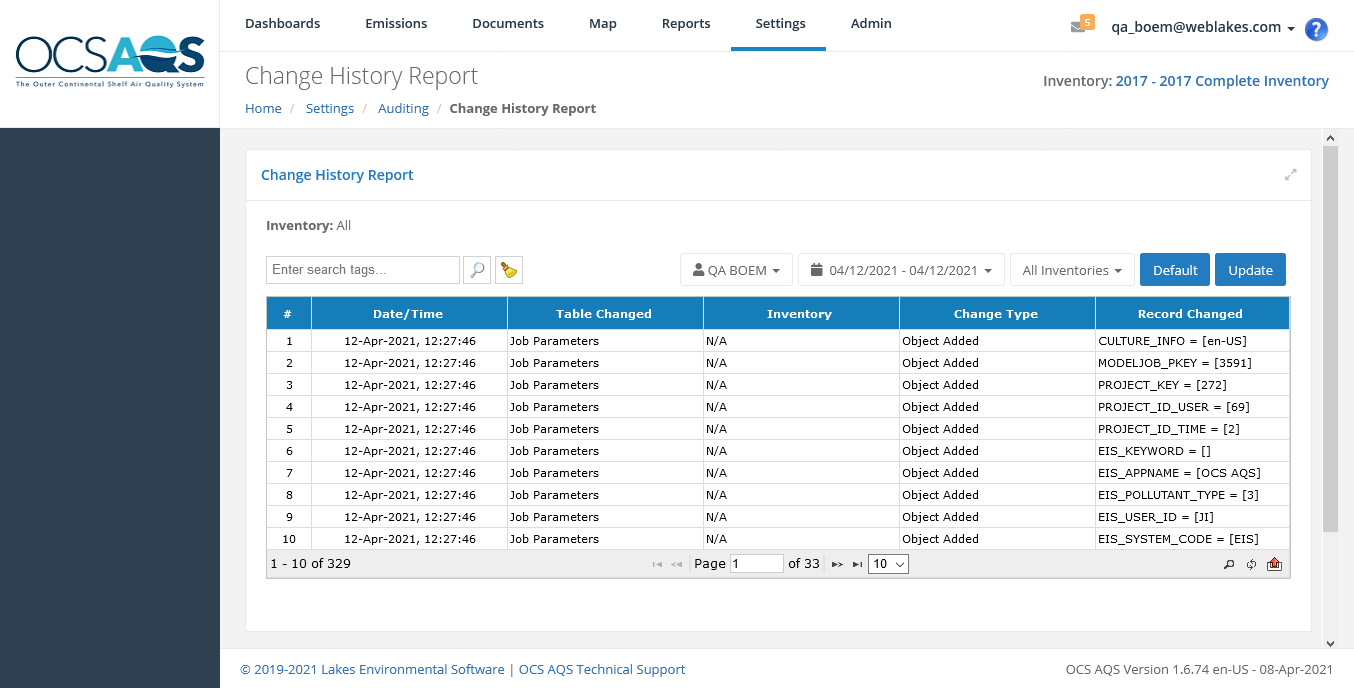 OCSAQS
The Outer Continental Shelf Air Quality System
Dashboards Emissions Documents Map Reports Settings Admin 5 qa_boem@weblakes.com ?
Change History Report
Inventory: 2017 - 2017 Complete Inventory
Home / Settings / Auditing / Change History Report
Change History Report
Inventory: All
Enter search tags... QA BOEM 04/12/2021 - 04/12/2021 All Inventories Default Update
# Date/Time Table Changed Inventory Change Type Record Changed
1 12-Apr-2021, 12:27:46 Job Parameters N/A Object Added CULTURE_INFO = [en-US]
2 12-Apr-2021, 12:27:46 Job Parameters N/A Object Added MODELJOB_PKEY = [3591]
3 12-Apr-2021, 12:27:46 Job Parameters N/A Object Added PROJECT_KEY = [272]
4 12-Apr-2021, 12:27:46 Job Parameters N/A Object Added PROJECT_ID_USER = [69]
5 12-Apr-2021, 12:27:46 Job Parameters N/A Object Added PROJECT_ID_TIME = [2]
6 12-Apr-2021, 12:27:46 Job Parameters N/A Object Added EIS_KEYWORD = []
7 12-Apr-2021, 12:27:46 Job Parameters N/A Object Added EIS_APPNAME = [OCS AQS]
8 12-Apr-2021, 12:27:46 Job Parameters N/A Object Added EIS_POLLUTANT_TYPE = [3]
9 12-Apr-2021, 12:27:46 Job Parameters N/A Object Added EIS_USER_ID = [JI]
10 12-Apr-2021, 12:27:46 Job Parameters N/A Object Added EIS_SYSTEM_CODE = [EIS]
1 - 10 of 329 Page 1 of 33 10
© 2019-2021 Lakes Environmental Software | OCS AQS Technical Support OCS AQS Version 1.6.74 en-US - 08-Apr-2021